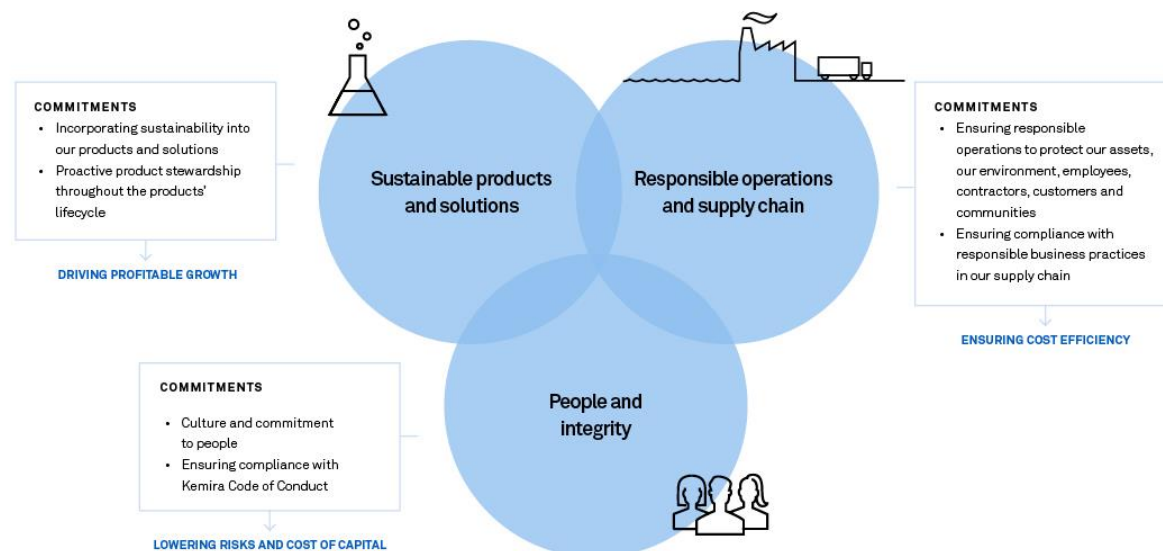 COMMITMENTS
• Incorporating sustainability into
our products and solutions
• Proactive product stewardship
throughout the products'
lifecycle
DRIVING PROFITABLE GROWTH
Sustainable products
and solutions
Responsible operations
and supply chain
COMMITMENTS
• Ensuring responsible
operations to protect our assets,
our environment, employees,
contractors, customers and
communities
• Ensuring compliance with
responsible business practices
in our supply chain
ENSURING COST EFFICIENCY
COMMITMENTS
• Culture and commitment
to people
• Ensuring compliance with
Kemira Code of Conduct
LOWERING RISKS AND COST OF CAPITAL
People and
integrity